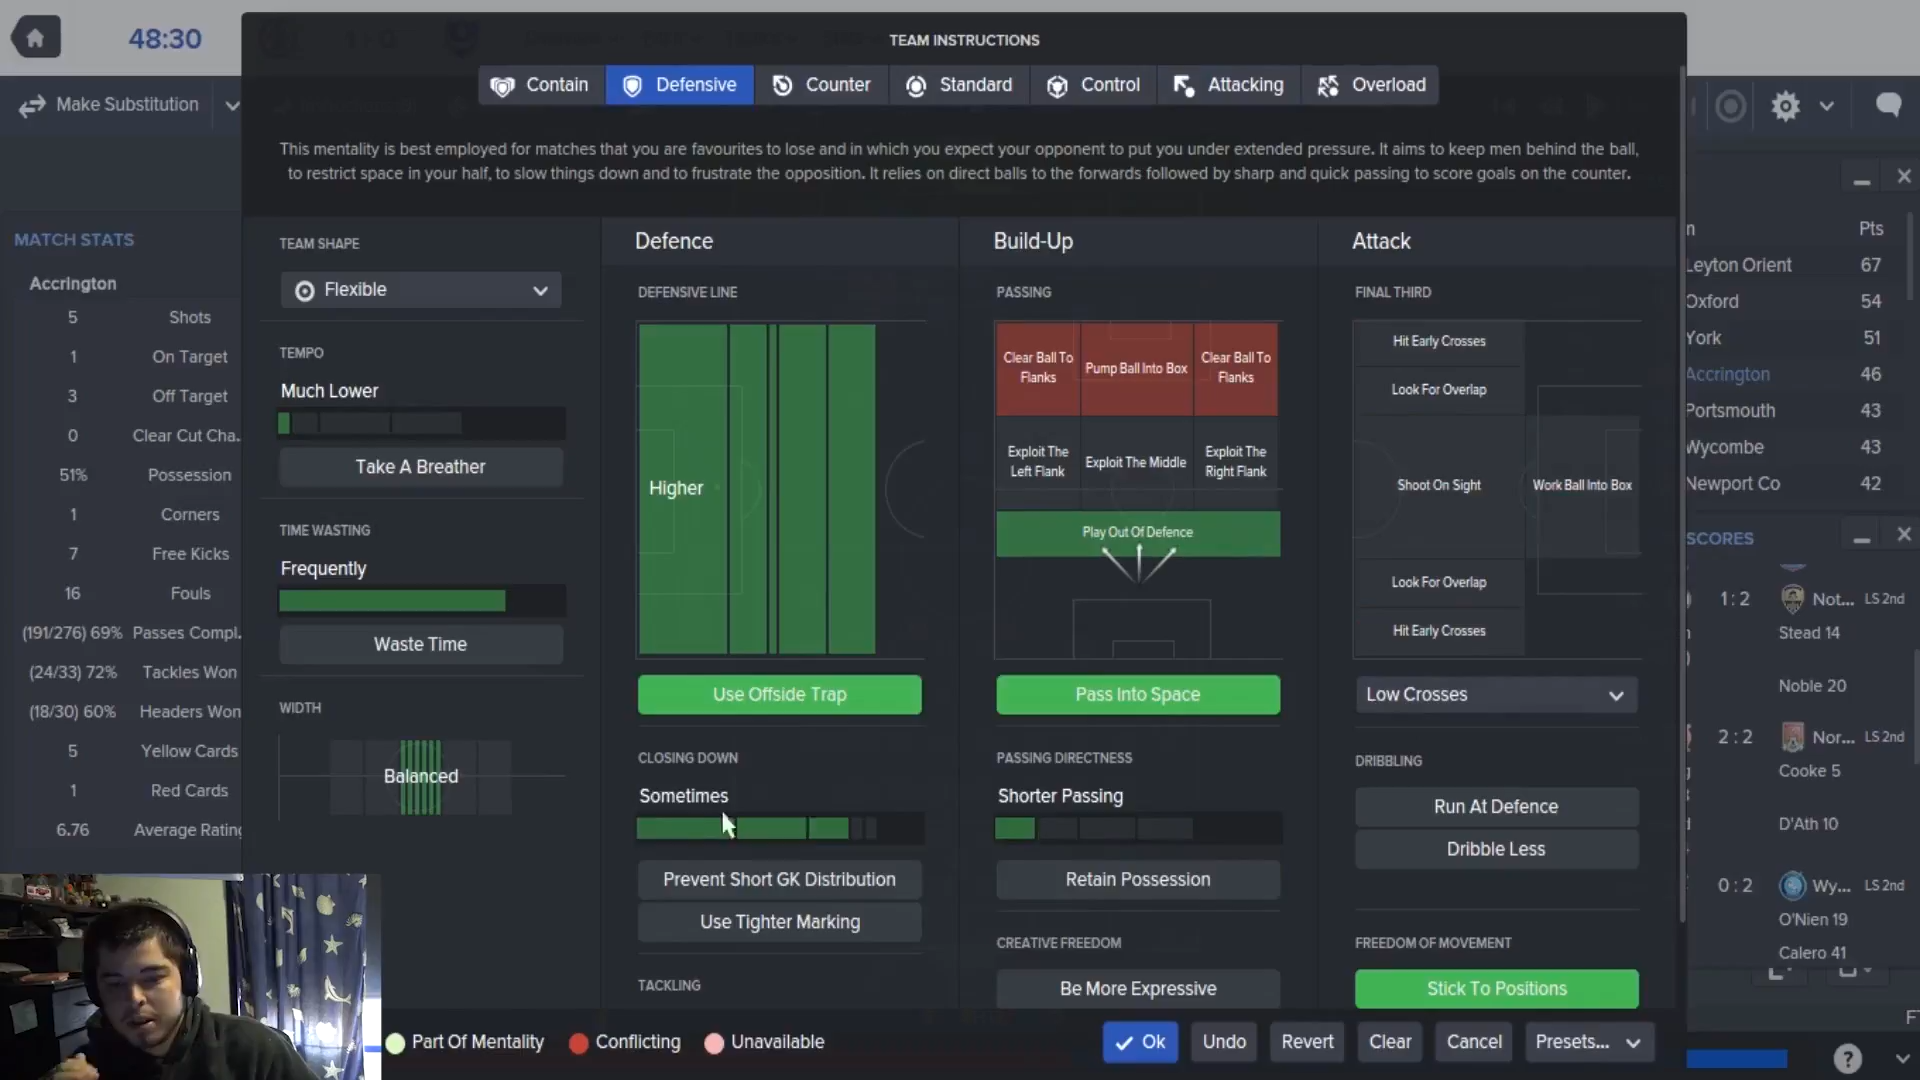 48:30
TEAM INSTRUCTIONS
Contain
Defensive
Counter
Standard
Control
Attacking
Overload
Make Substitution
This mentality is best employed for matches that you are favourites to lose and in which you expect your opponent to put you under extended pressure. It aims to keep men behind the ball,
to restrict space in your half, to slow things down and to frustrate the opposition. It relies on direct balls to the forwards followed by sharp and quick passing to score goals on the counter.
MATCH STATS
Accrington
5 Shots
1 On Target
3 Off Target
0 Clear Cut Cha..
51% Possession
1 Corners
7 Free Kicks
16 Fouls
(191/276) 69% Passes Compl.
(24/33) 72% Tackles Won
(18/30) 60% Headers Won
5 Yellow Cards
1 Red Cards
6.76 Average Rating
TEAM SHAPE
Flexible
TEMPO
Much Lower
Take A Breather
TIME WASTING
Frequently
Waste Time
WIDTH
Balanced
Defence
DEFENSIVE LINE
Higher
Use Offside Trap
CLOSING DOWN
Sometimes
Prevent Short GK Distribution
Use Tighter Marking
TACKLING
Build-Up
PASSING
Clear Ball To
Flanks
Pump Ball Into Box
Clear Ball To
Flanks
Exploit The
Left Flank
Exploit The Middle
Exploit The
Right Flank
Play Out Of Defence
Pass Into Space
PASSING DIRECTNESS
Shorter Passing
Retain Possession
CREATIVE FREEDOM
Be More Expressive
Attack
FINAL THIRD
Hit Early Crosses
Look For Overlap
Shoot On Sight
Work Ball Into Box
Look For Overlap
Hit Early Crosses
Low Crosses
DRIBBLING
Run At Defence
Dribble Less
FREEDOM OF MOVEMENT
Stick To Positions
Part Of Mentality
Conflicting
Unavailable
Ok
Undo
Revert
Clear
Cancel
Presets...
Pts
Leyton Orient 67
Oxford 54
York 51
Accrington 46
Portsmouth 43
Wycombe 43
Newport Co 42
SCORES
1:2 Not... LS 2nd
Stead 14
Noble 20
2:2 Nor... LS 2nd
Cooke 5
D'Ath 10
0:2 Wy... LS 2nd
O'Nien 19
Calero 41
?